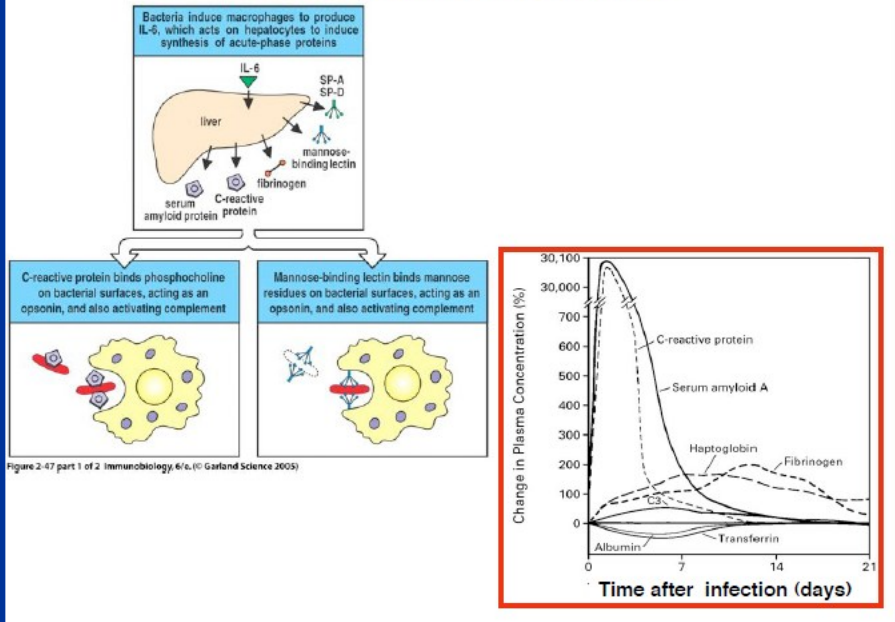 Bacteria induce macrophages to produce
IL-6, which acts on hepatocytes to induce
synthesis of acute-phase proteins
IL-6
SP-A
SP-D
liver
mannose-
binding lectin
fibrinogen
C-reactive
protein
serum
amyloid protein
C-reactive protein binds phosphocholine
on bacterial surfaces, acting as an
opsonin, and also activating complement
Mannose-binding lectin binds mannose
residues on bacterial surfaces, acting as an
opsonin, and also activating complement
Figure 2-47 part 1 of 2 Immunobiology, 6/e. (© Garland Science 2005)
Change in Plasma Concentration (%)
30,100
30,000
700
600
500
400
300
200
100
0
C-reactive protein
Serum amyloid A
Haptoglobin
Fibrinogen
C3
Albumin
Transferrin
0
7
14
21
Time after infection (days)